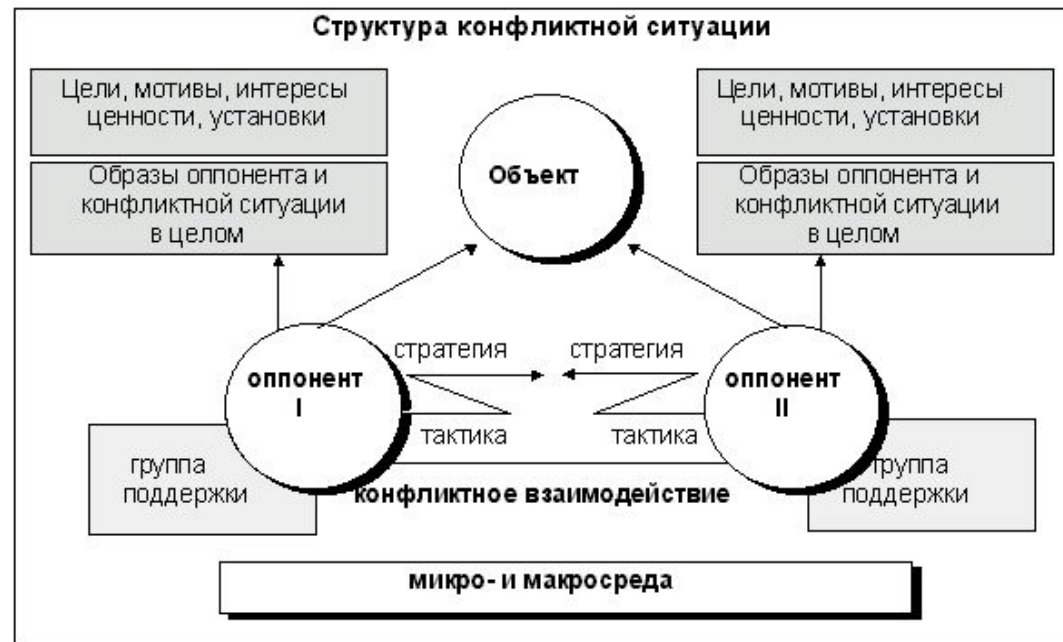 Структура конфликтной ситуации
Цели, мотивы, интересы
ценности, установки
Образы оппонента и
конфликтной ситуации
в целом
Объект
Цели, мотивы, интересы
ценности, установки
Образы оппонента и
конфликтной ситуации
в целом
стратегия
стратегия
оппонент
I
оппонент
II
тактика
тактика
группа
поддержки
конфликтное взаимодействие
группа
поддержки
микро- и макросреда